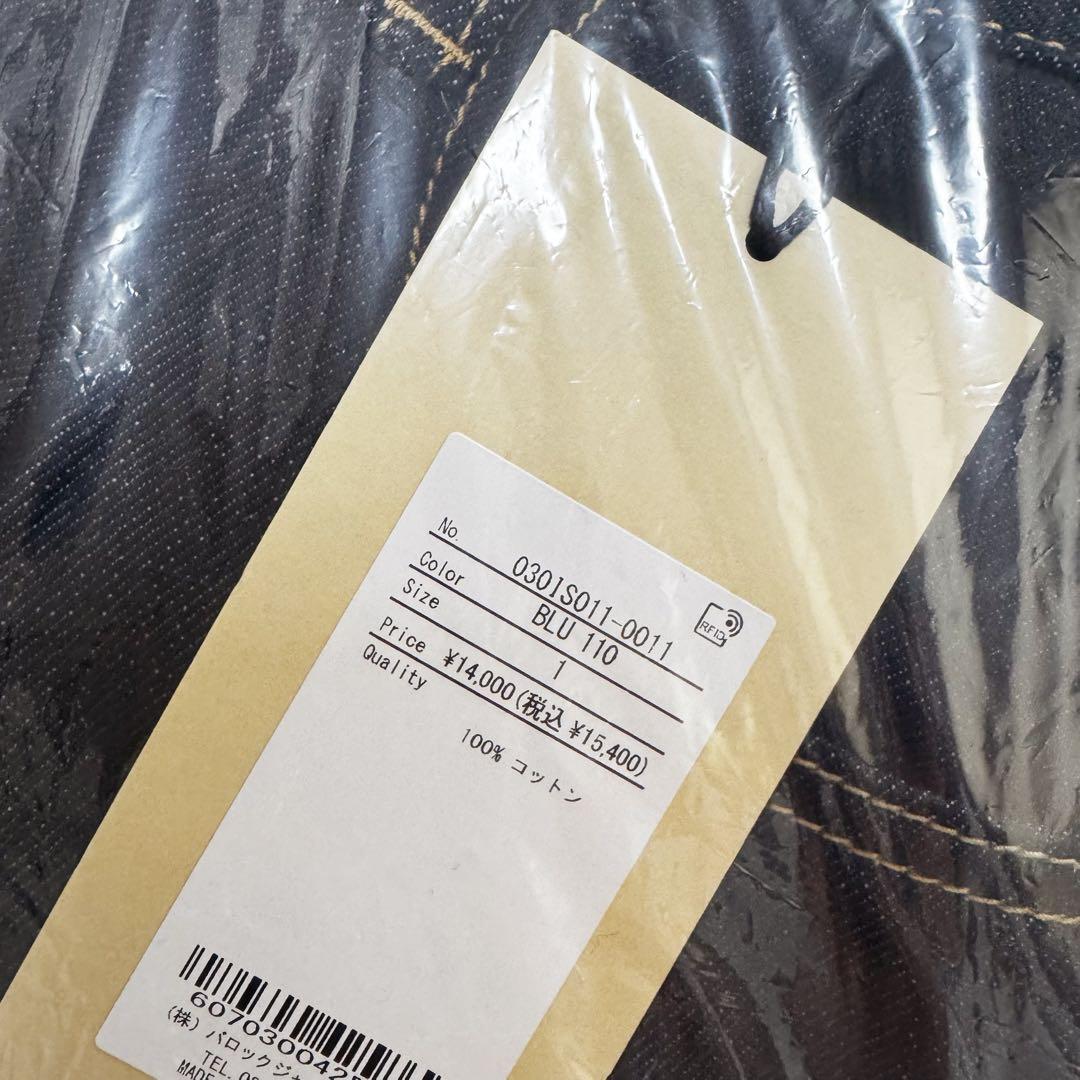 No. 030IS011-0011
RFID
Color BLU 110
Size 1
Price ¥14,000(税込 ¥15,400)
Quality
100% コットン
(株) バロックジャ
TEL.
MADE